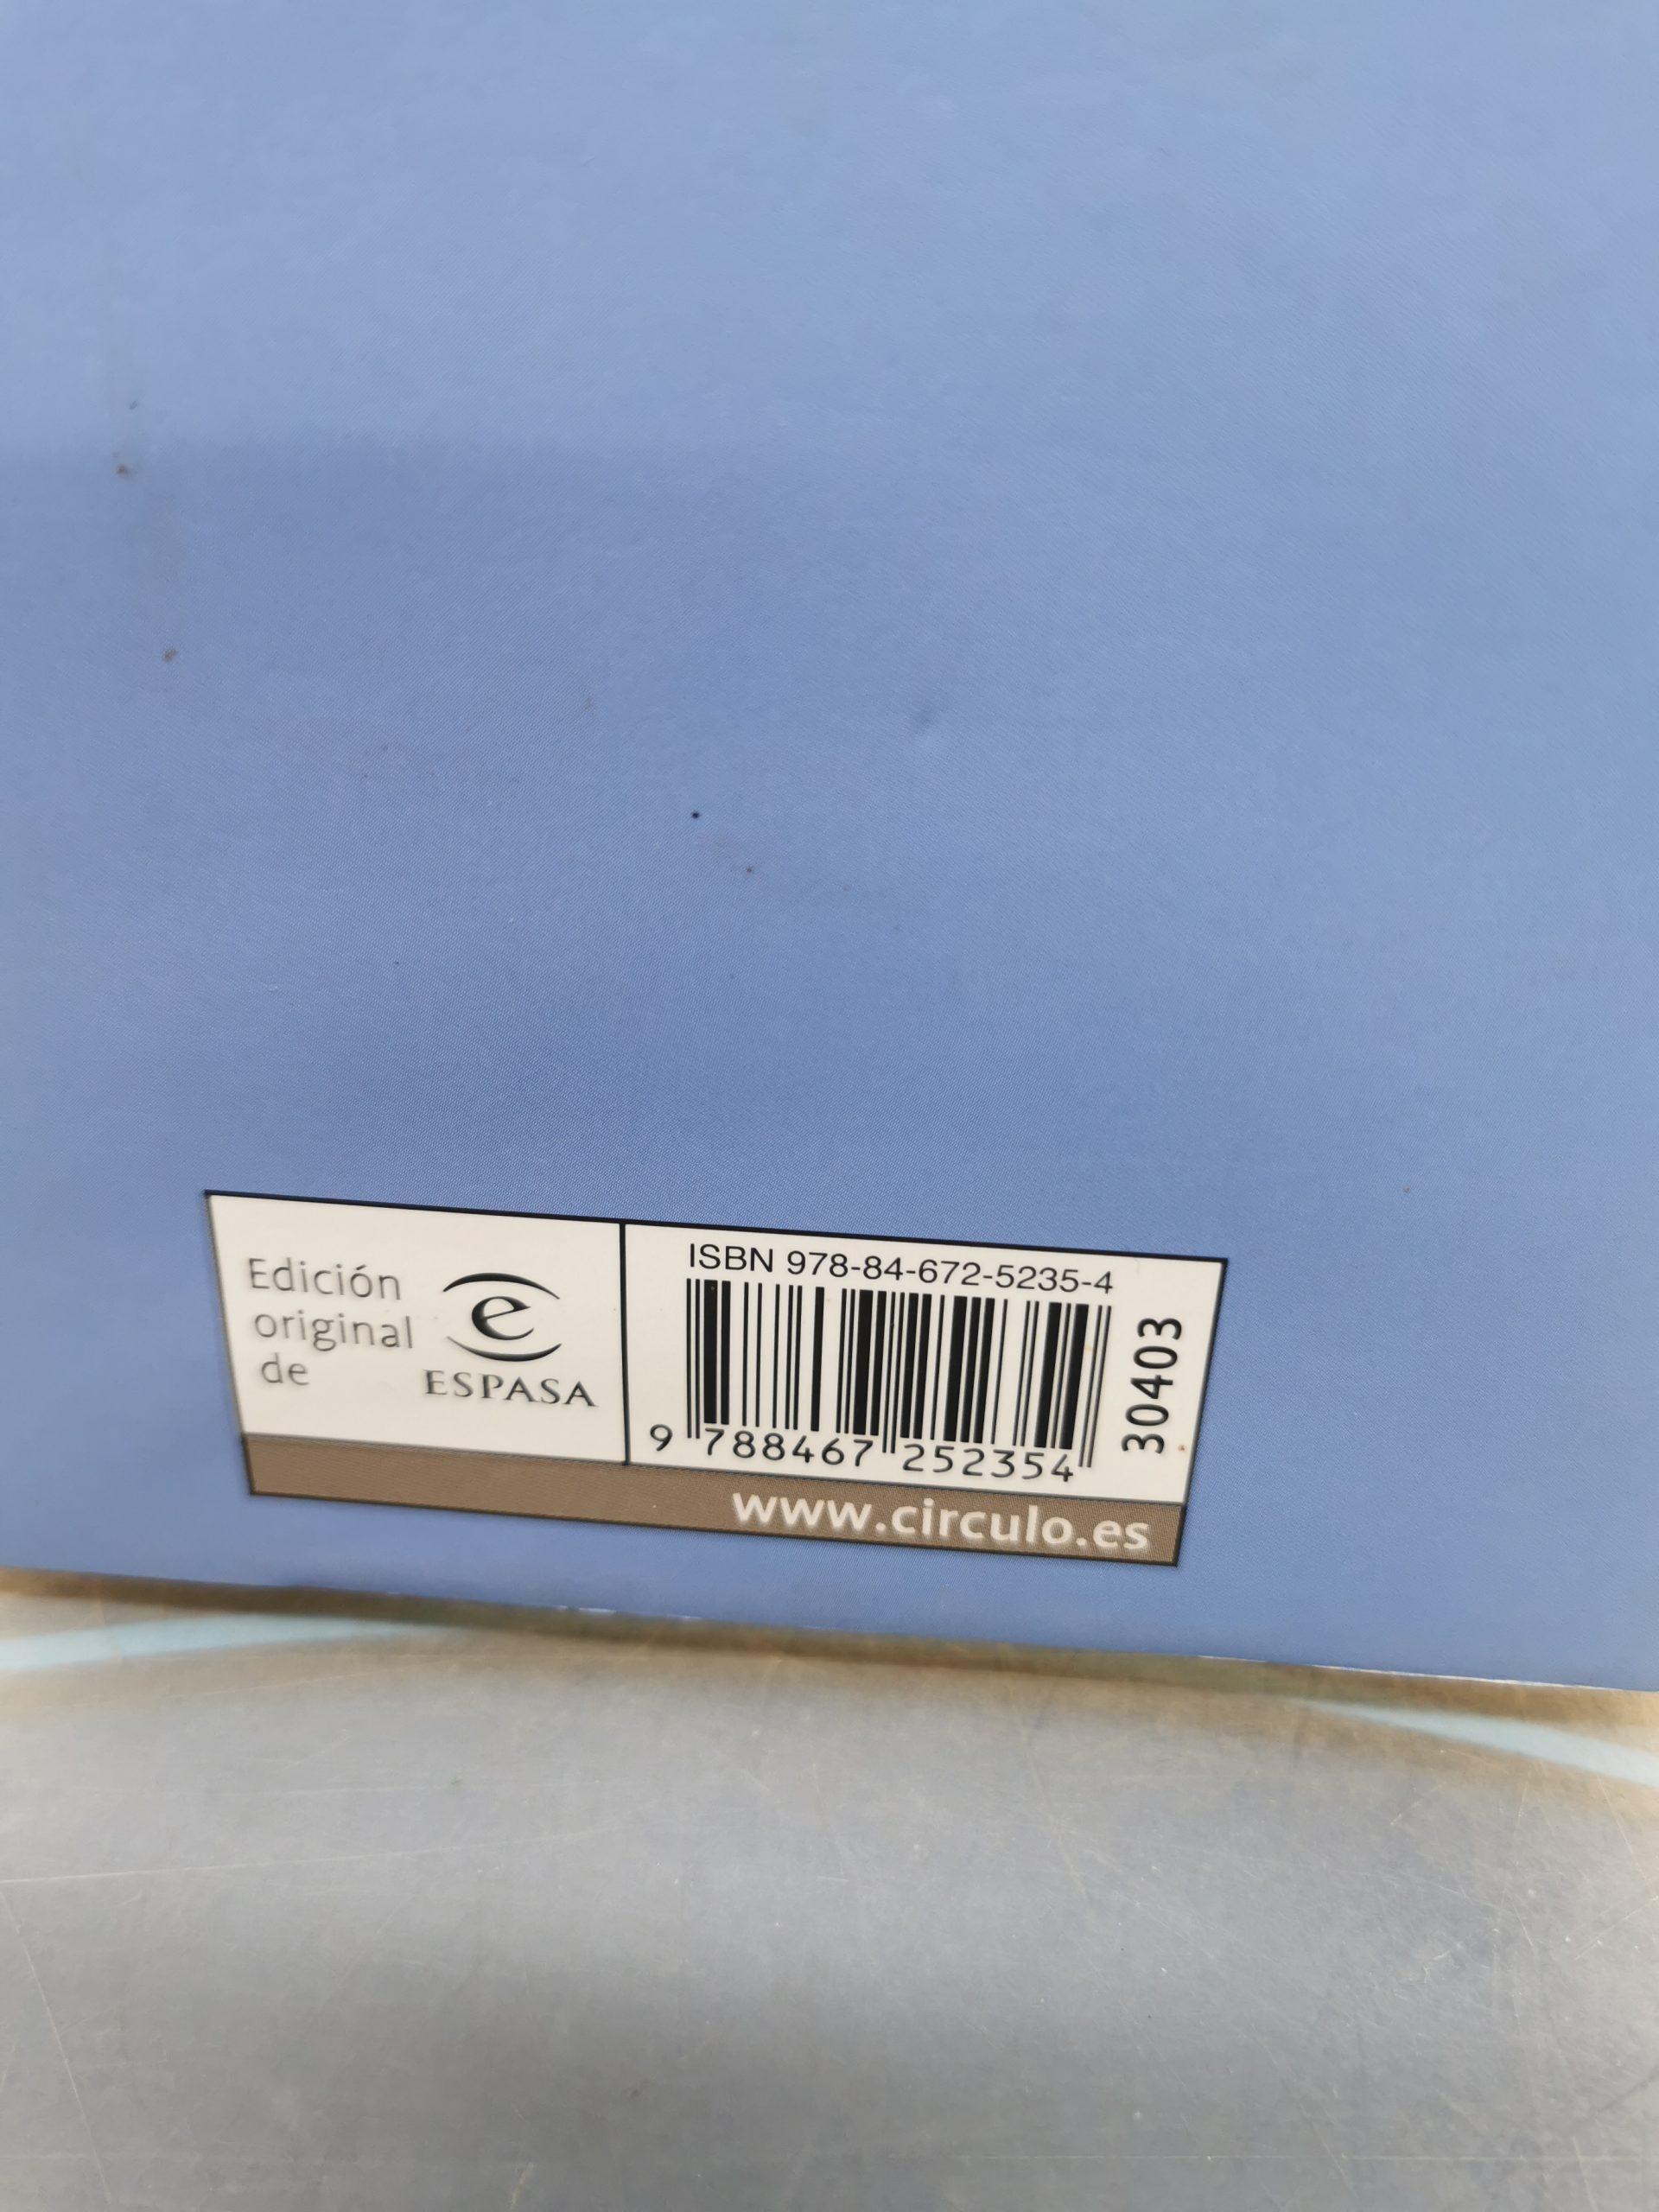 Edición
original
de
e
ESPASA
ISBN 978-84-672-5235-4
9 788467 252354
30403
www.circulo.es